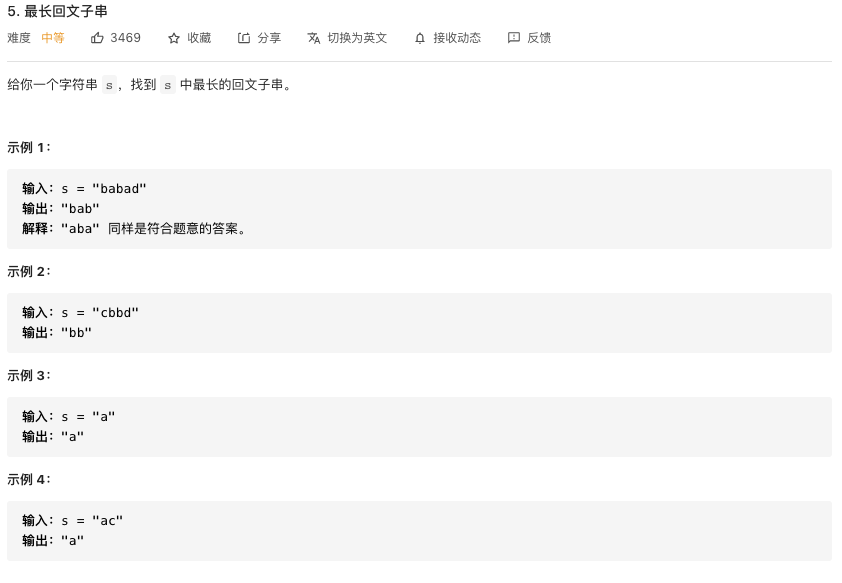 5. 最长回文子串
难度 中等 3469 收藏 分享 切换为英文 接收动态 反馈
给你一个字符串 s，找到 s 中最长的回文子串。
示例 1：
输入：s = "babad"
输出："bab"
解释："aba" 同样是符合题意的答案。
示例 2：
输入：s = "cbbd"
输出："bb"
示例 3：
输入：s = "a"
输出："a"
示例 4：
输入：s = "ac"
输出："a"